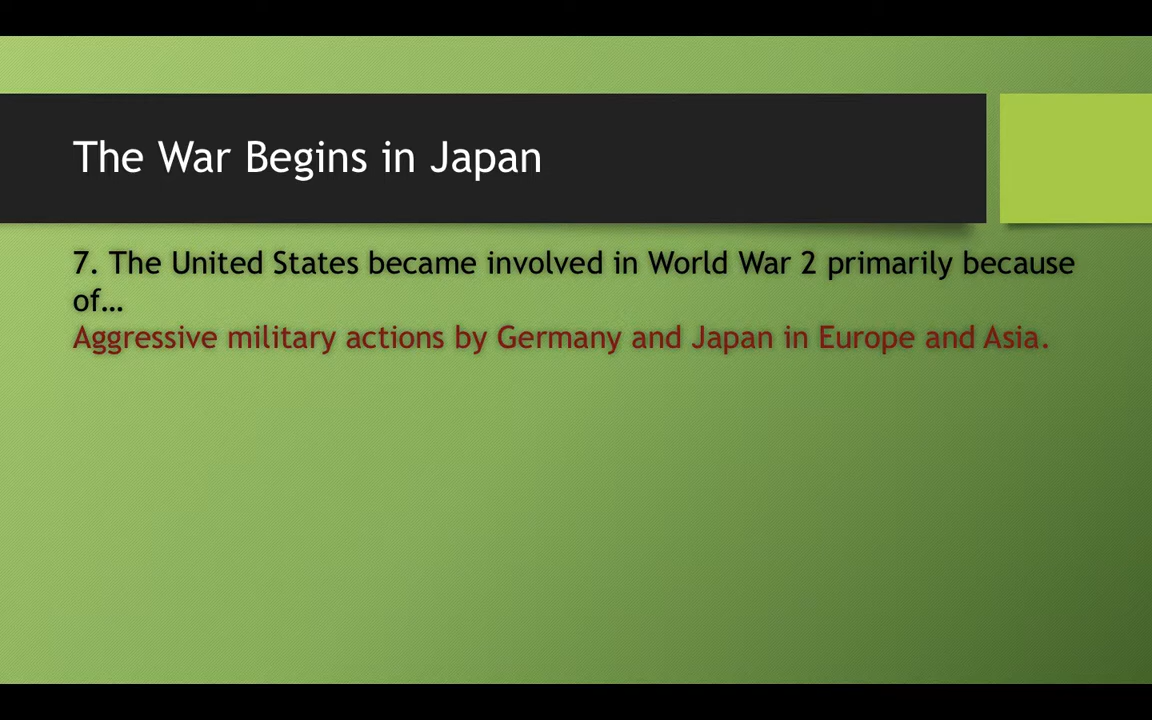 The War Begins in Japan
7. The United States became involved in World War 2 primarily because
of…
Aggressive military actions by Germany and Japan in Europe and Asia.